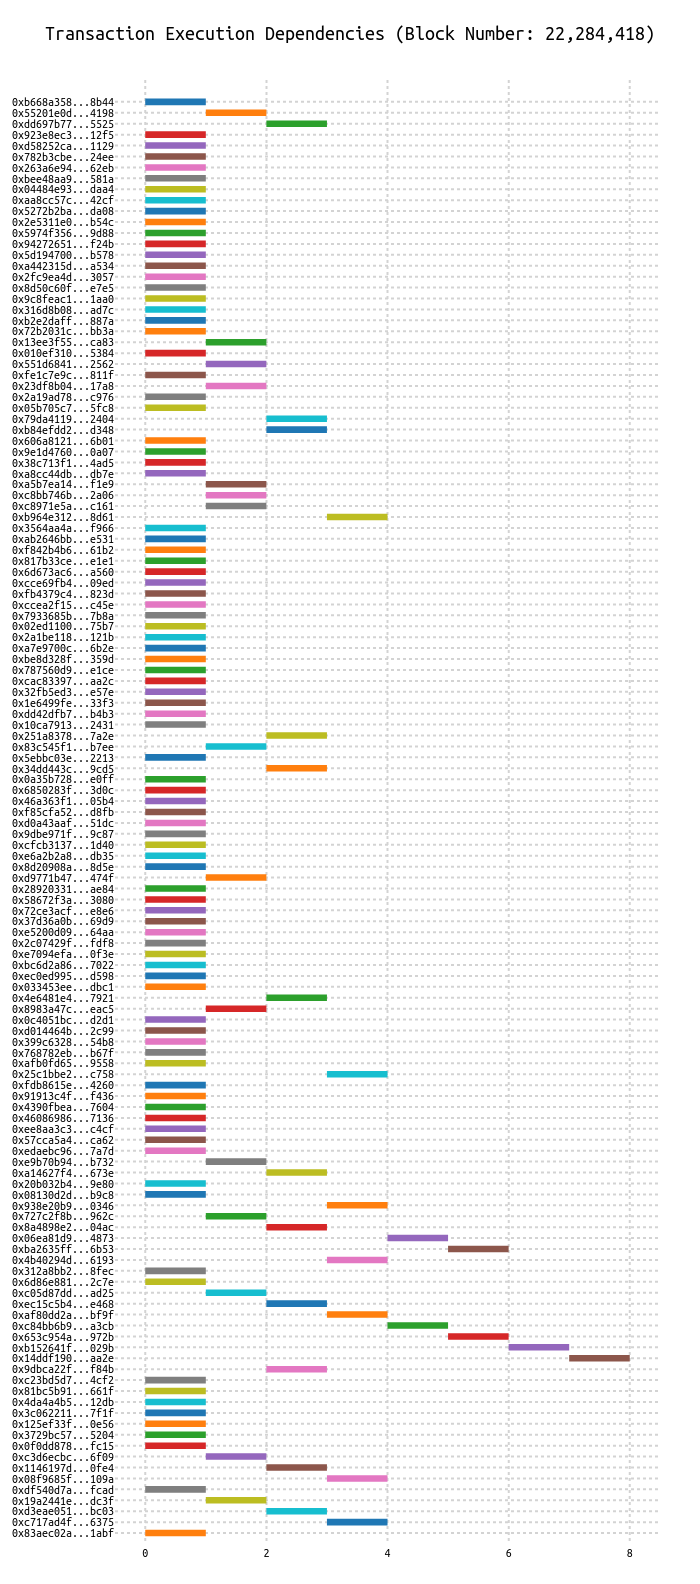 Transaction Execution Dependencies (Block Number: 22,284,418)
0xb668a358...8b44
0x55201e0d...4198
0xdd697b77...5525
0x923e8ec3...12f5
0xd58252ca...1129
0x782b3cbe...24ee
0x263a6e94...62eb
0xbee48aa9...581a
0x04484e93...daa4
0xaa8cc57c...42cf
0x5272b2ba...da08
0x2e5311e0...b54c
0x5974f356...9d88
0x94272651...f24b
0x5d194700...b578
0xa442315d...a534
0x2fc9ea4d...3057
0x8d50c60f...e7e5
0x9c8feac1...1aa0
0x316d8b08...ad7c
0xb2e2daff...887a
0x72b2031c...bb3a
0x13ee3f55...ca83
0x010ef310...5384
0x551d6841...2562
0xfe1c7e9c...811f
0x23df8b04...17a8
0x2a19ad78...c976
0x05b705c7...5fc8
0x79da4119...2404
0xb84efdd2...d348
0x606a8121...6b01
0x9e1d4760...0a07
0x38c713f1...4ad5
0xa8cc44db...db7e
0xa5b7ea14...f1e9
0xc8bb746b...2a06
0xc8971e5a...c161
0xb964e312...8d61
0x3564aa4a...f966
0xab2646bb...e531
0xf842b4b6...61b2
0x817b33ce...e1e1
0x6d673ac6...a560
0xcce69fb4...09ed
0xfb4379c4...823d
0xccea2f15...c45e
0x7933685b...7b8a
0x02ed1100...75b7
0x2a1be118...121b
0xa7e9700c...6b2e
0xbe8d328f...359d
0x787560d9...e1ce
0xcac83397...aa2c
0x32fb5ed3...e57e
0x1e6499fe...33f3
0xdd42dfb7...b4b3
0x10ca7913...2431
0x251a8378...7a2e
0x83c545f1...b7ee
0x5ebbc03e...2213
0x34dd443c...9cd5
0x0a35b728...e0ff
0x6850283f...3d0c
0x46a363f1...05b4
0xf85cfa52...d8fb
0xd0a43aaf...51dc
0x9dbe971f...9c87
0xcfcb3137...1d40
0xe6a2b2a8...db35
0x8d20908a...8d5e
0xd9771b47...474f
0x28920331...ae84
0x58672f3a...3080
0x72ce3acf...e8e6
0x37d36a0b...69d9
0xe5200d09...64aa
0x2c07429f...fdf8
0xe7094efa...0f3e
0xbc6d2a86...7022
0xec0ed995...d598
0x033453ee...dbc1
0x4e6481e4...7921
0x8983a47c...eac5
0x0c4051bc...d2d1
0xd014464b...2c99
0x399c6328...54b8
0x768782eb...b67f
0xafb0fd65...9558
0x25c1bbe2...c758
0xfdb8615e...4260
0x91913c4f...f436
0x4390fbea...7604
0x46086986...7136
0xee8aa3c3...c4cf
0x57cca5a4...ca62
0xedaebc96...7a7d
0xe9b70b94...b732
0xa14627f4...673e
0x20b032b4...9e80
0x08130d2d...b9c8
0x938e20b9...0346
0x727c2f8b...962c
0x8a4898e2...04ac
0x06ea81d9...4873
0xba2635ff...6b53
0x4b40294d...6193
0x312a8bb2...8fec
0x6d86e881...2c7e
0xc05d87dd...ad25
0xec15c5b4...e468
0xaf80dd2a...bf9f
0xc84bb6b9...a3cb
0x653c954a...972b
0xb152641f...029b
0x14ddf190...aa2e
0x9dbca22f...f84b
0xc23bd5d7...4cf2
0x81bc5b91...661f
0x4da4a4b5...12db
0x3c062211...7f1f
0x125ef33f...0e56
0x3729bc57...5204
0x0f0dd878...fc15
0xc3d6ecbc...6f09
0x1146197d...0fe4
0x08f9685f...109a
0xdf540d7a...fcad
0x19a2441e...dc3f
0xd3eae051...bc03
0xc717ad4f...6375
0x83aec02a...1abf
0 2 4 6 8